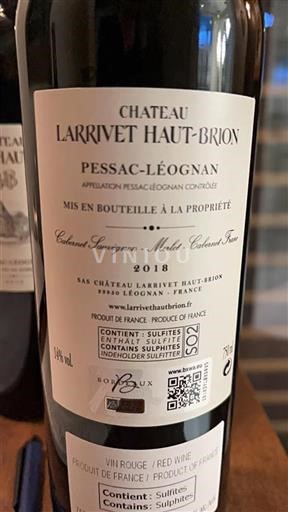 CHATEAU
LARRIVET HAUT-BRION
PESSAC-LÉOGNAN
APPELLATION PESSAC-LÉOGNAN CONTRÔLÉE
MIS EN BOUTEILLE À LA PROPRIÉTÉ
Cabernet Sauvignon - Merlot - Cabernet Franc
VINIOU
2018
SAS CHÂTEAU LARRIVET HAUT-BRION
33850 LÉOGNAN - FRANCE
www.larrivethautbrion.fr
PRODUIT DE FRANCE - PRODUCE OF FRANCE
CONTIENT : SULFITES
ENTHÄLT SULFITE
CONTAINS SULPHITES
INDEHOLDER SULFITTER
SO2
14% vol.
BORDEAUX
www.bswa.eu
VIN ROUGE / RED WINE
PRODUIT DE FRANCE / PRODUCT OF FRANCE
Contient : Sulfites
Contains : Sulphites